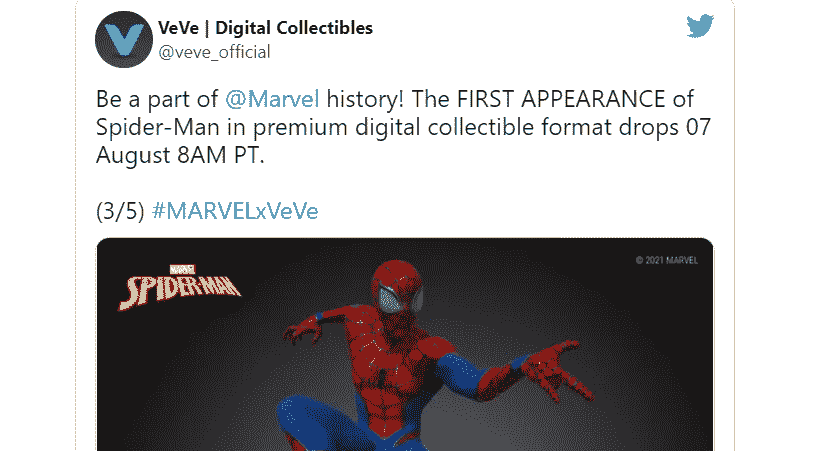 VeVe | Digital Collectibles
@veve_official
Be a part of @Marvel history! The FIRST APPEARANCE of
Spider-Man in premium digital collectible format drops 07
August 8AM PT.
(3/5) #MARVELxVeVe
© 2021 MARVEL
MARVEL
SPIDER-MAN